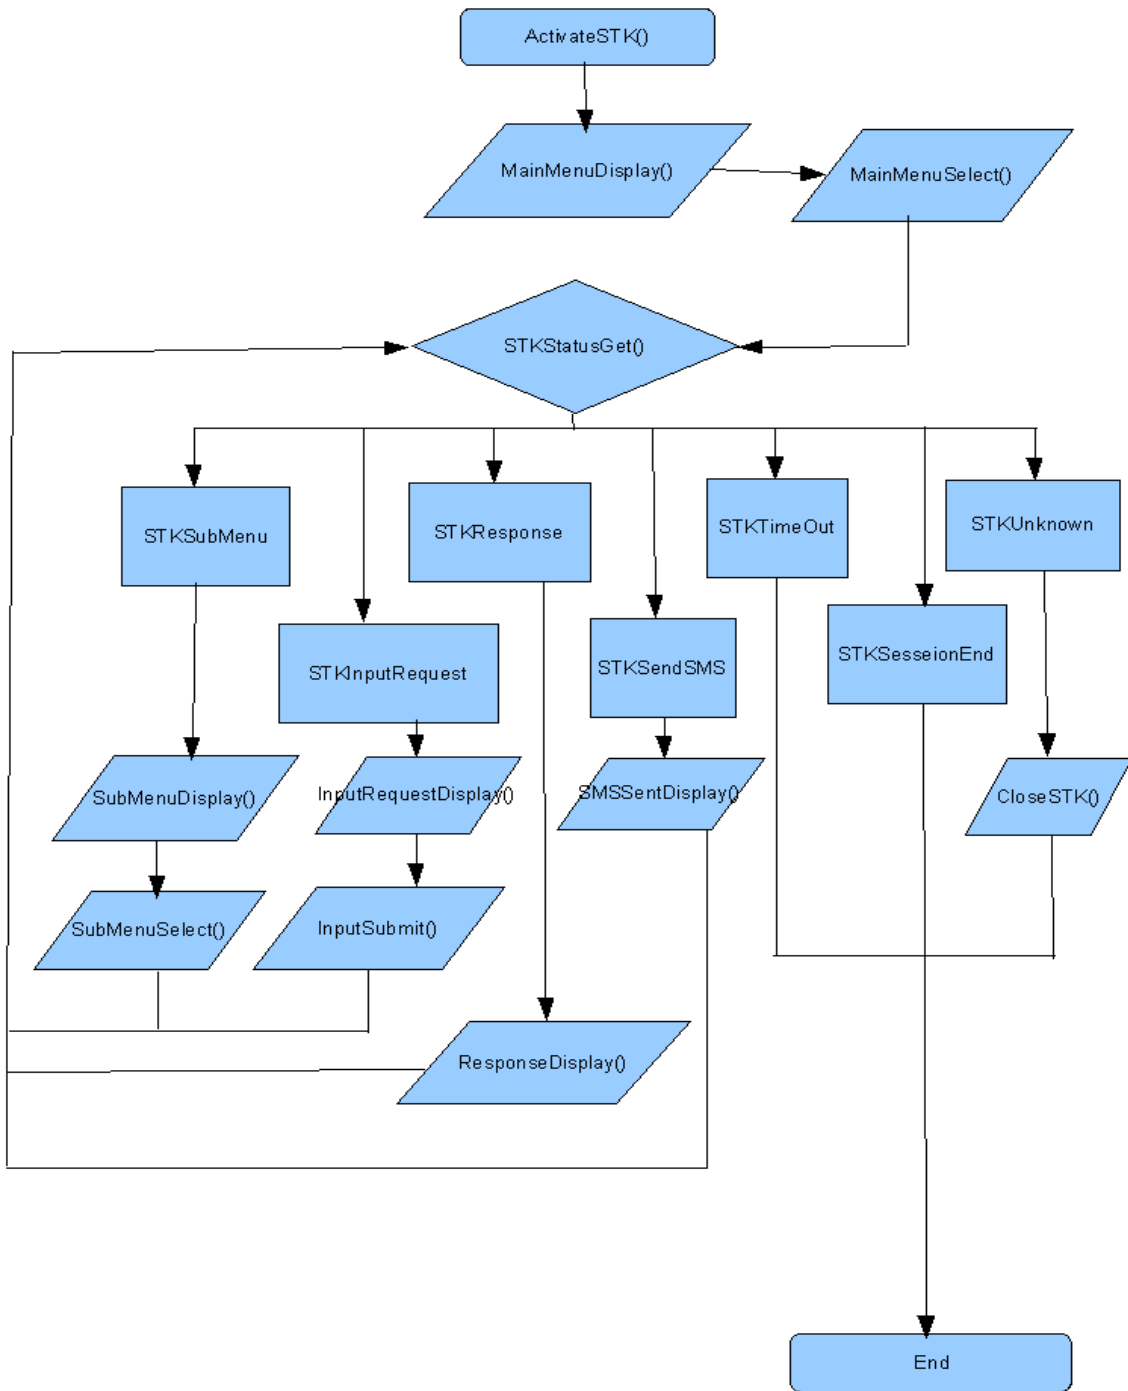 ActivateSTK()
MainMenuDisplay()
MainMenuSelect()
STKStatusGet()
STKSubMenu
STKResponse
STKTimeOut
STKUnknown
STKInputRequest
STKSendSMS
STKSesseionEnd
SubMenuDisplay()
InputRequestDisplay()
SMSSentDisplay()
CloseSTK()
SubMenuSelect()
InputSubmit()
ResponseDisplay()
End